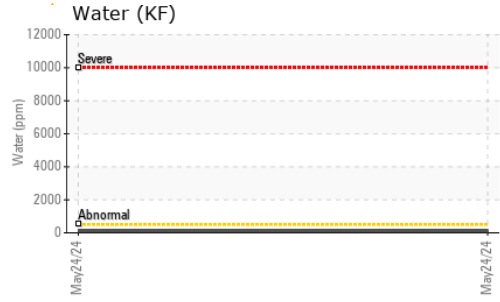 Water (KF)
12000
10000
8000
6000
4000
2000
0
Water (ppm)
Severe
Abnormal
May24/24
May24/24